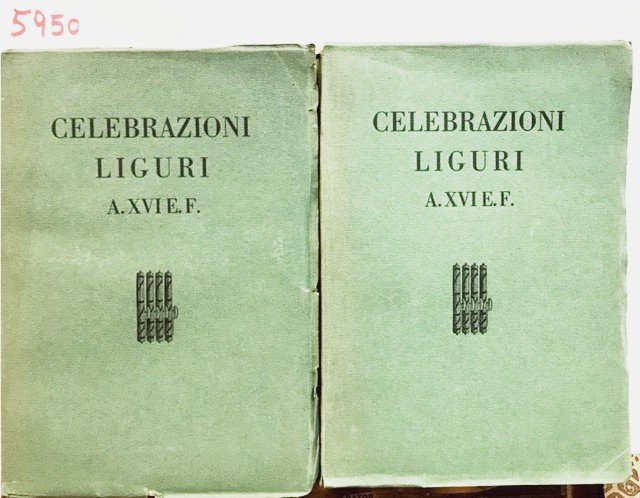 5950
CELEBRAZIONI
LIGURI
A. XVI E. F.
CELEBRAZIONI
LIGURI
A. XVI E. F.